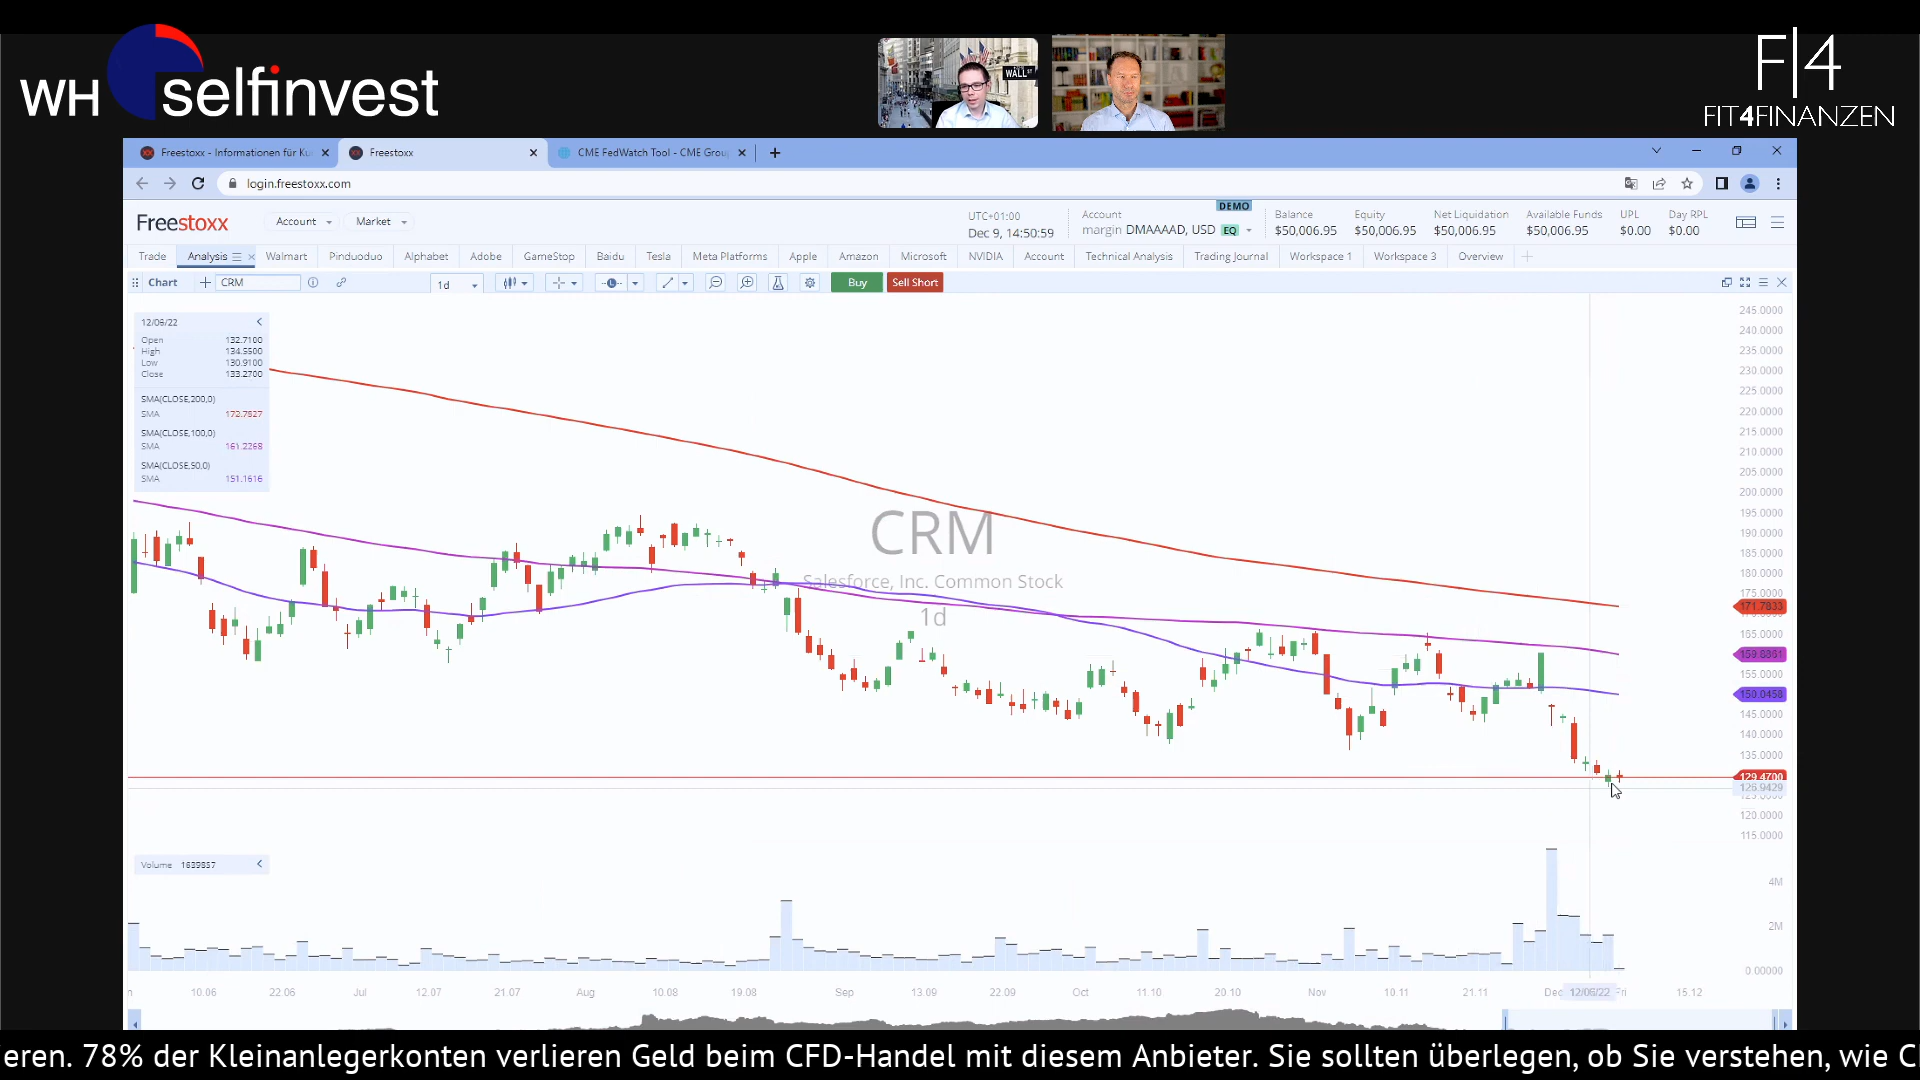 WH selfinvest
WALL ST
F|4
FIT4FINANZEN
Freestoxx - Informationen für Ku
Freestoxx
CME FedWatch Tool - CME Grou
login.freestoxx.com
Freestoxx
Account
Market
UTC+01:00
Dec 9, 14:50:59
Account
DEMO
margin DMAAAAD, USD EQ
Balance
$50,006.95
Equity
$50,006.95
Net Liquidation
$50,006.95
Available Funds
$50,006.95
UPL
$0.00
Day RPL
$0.00
Trade Analysis Walmart Pinduoduo Alphabet Adobe GameStop Baidu Tesla Meta Platforms Apple Amazon Microsoft NVIDIA Account Technical Analysis Trading Journal Workspace 1 Workspace 3 Overview
Chart CRM 1d Buy Sell Short
12/06/22
Open 132.7100
High 134.5500
Low 130.9100
Close 133.2700
SMA(CLOSE,200,0)
SMA 172.7527
SMA(CLOSE,100,0)
SMA 161.2268
SMA(CLOSE,50,0)
SMA 151.1616
CRM
Salesforce, Inc. Common Stock
1d
245.0000
240.0000
235.0000
230.0000
225.0000
220.0000
215.0000
210.0000
205.0000
200.0000
195.0000
190.0000
185.0000
180.0000
175.0000
171.7833
165.0000
155.0000
150.0458
145.0000
140.0000
135.0000
129.4700
126.9429
120.0000
115.0000
Volume 1639857
4M
2M
0.00000
10.06 22.06 Jul 12.07 21.07 Aug 10.08 19.08 Sep 13.09 22.09 Oct 11.10 20.10 Nov 10.11 21.11 Dec 12/06/22 Fri 15.12
ieren. 78% der Kleinanlegerkonten verlieren Geld beim CFD-Handel mit diesem Anbieter. Sie sollten überlegen, ob Sie verstehen, wie C